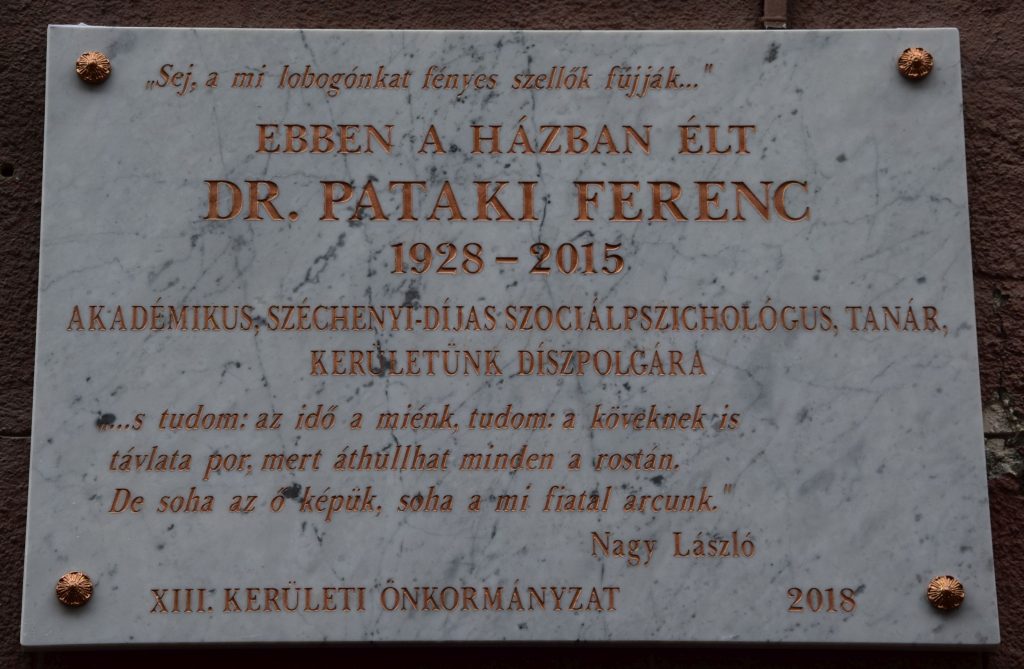 „Sej, a mi lobogónkat fényes szellők fújják..."
EBBEN A HÁZBAN ÉLT
DR. PATAKI FERENC
1928 – 2015
AKADÉMIKUS, SZÉCHENYI-DÍJAS SZOCIÁLPSZICHOLÓGUS, TANÁR,
KERÜLETÜNK DÍSZPOLGÁRA
„...s tudom: az idő a miénk, tudom: a köveknek is
távlata por, mert áthullhat minden a rostán.
De soha az ő képük, soha a mi fiatal arcunk."
Nagy László
XIII. KERÜLETI ÖNKORMÁNYZAT 2018